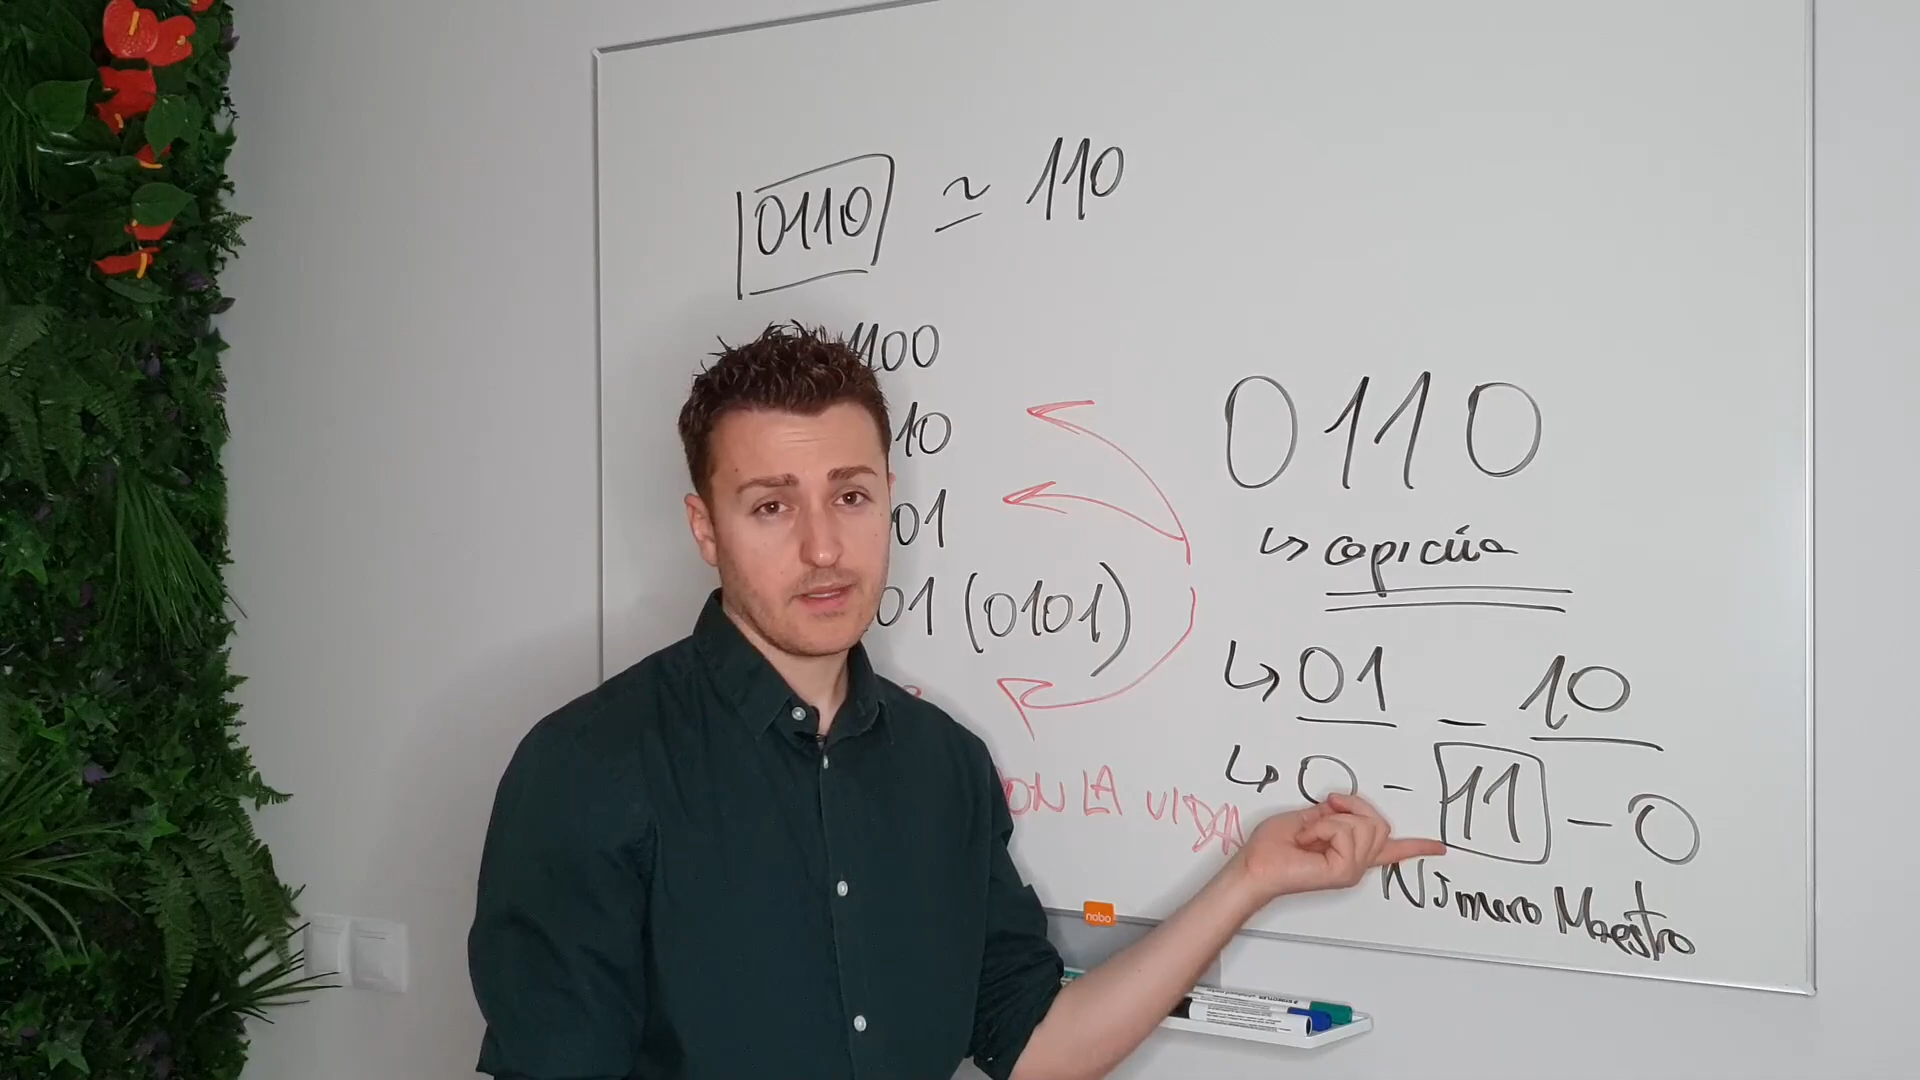 0110 ≃ 110
100
10
01
01 (0101)
ON LA VIDA
0110
↳ capicúa
↳ 01 - 10
↳ 0 - 11 - 0
Número Maestro
nobo